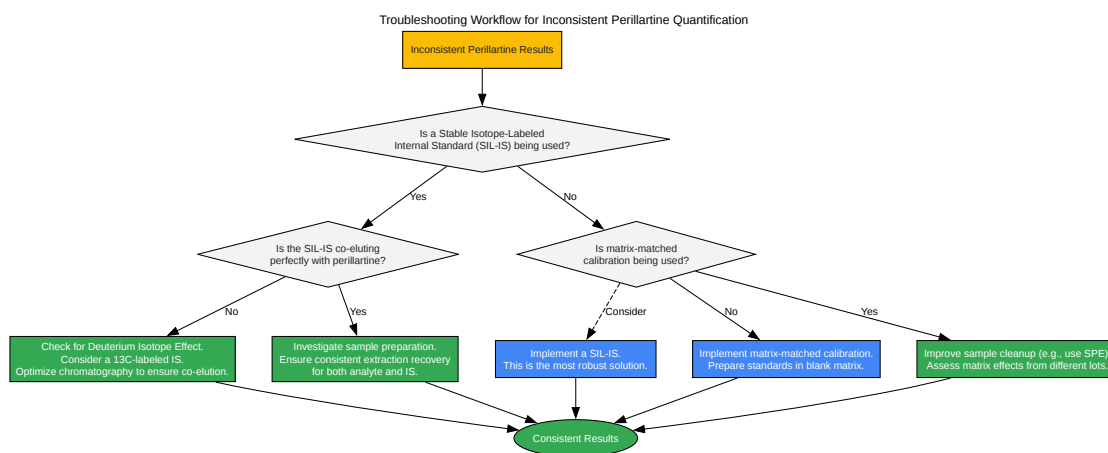 Troubleshooting Workflow for Inconsistent Perillartine Quantification
Inconsistent Perillartine Results
Is a Stable Isotope-Labeled
Internal Standard (SIL-IS) being used?
Yes
No
Is the SIL-IS co-eluting
perfectly with perillartine?
Is matrix-matched
calibration being used?
No
Yes
Consider
No
Yes
Check for Deuterium Isotope Effect.
Consider a 13C-labeled IS.
Optimize chromatography to ensure co-elution.
Investigate sample preparation.
Ensure consistent extraction recovery
for both analyte and IS.
Implement a SIL-IS.
This is the most robust solution.
Implement matrix-matched calibration.
Prepare standards in blank matrix.
Improve sample cleanup (e.g., use SPE)
Assess matrix effects from different lots.
Consistent Results